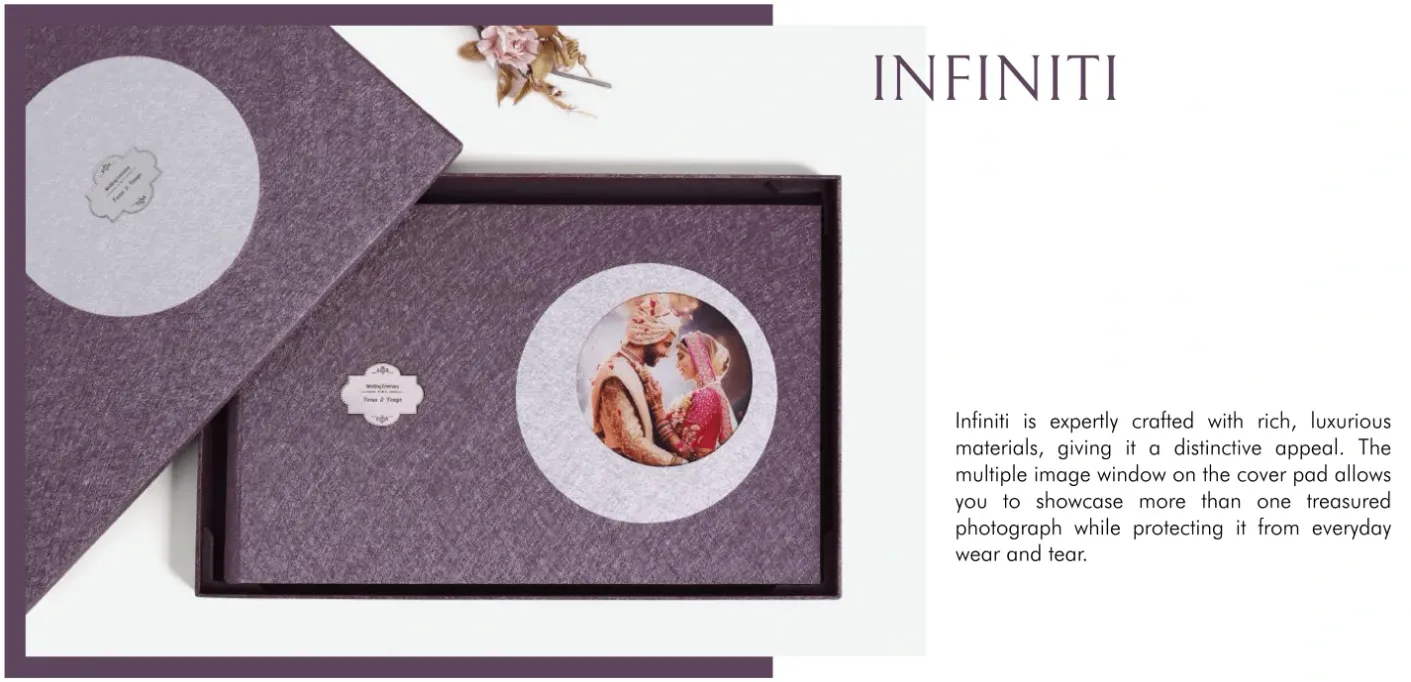 INFINITI
Infiniti is expertly crafted with rich, luxurious
materials, giving it a distinctive appeal. The
multiple image window on the cover pad allows
you to showcase more than one treasured
photograph while protecting it from everyday
wear and tear.